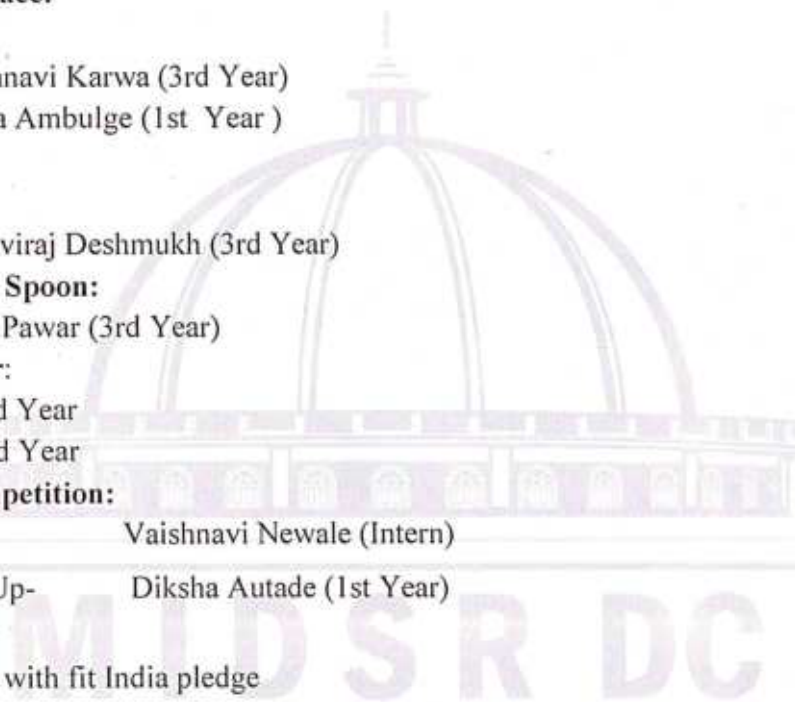 navi Karwa (3rd Year)
a Ambulge (1st Year )
viraj Deshmukh (3rd Year)
Spoon:
Pawar (3rd Year)
r:
d Year
d Year
petition:
Vaishnavi Newale (Intern)
Up- Diksha Autade (1st Year)
MIDSR DC
with fit India pledge